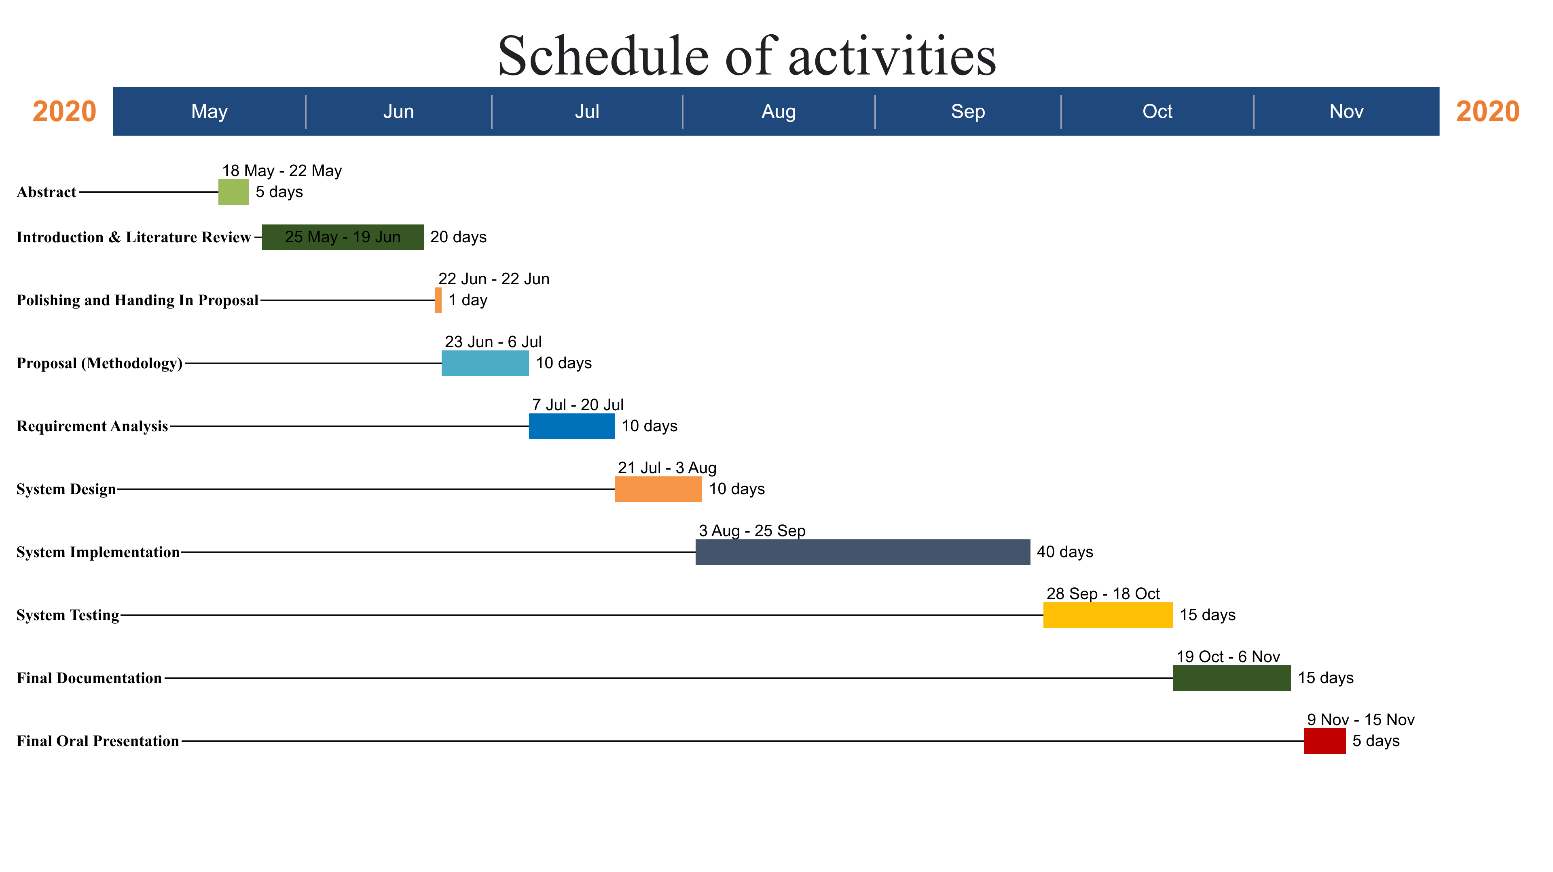 Schedule of activities
2020 May Jun Jul Aug Sep Oct Nov 2020
18 May - 22 May
Abstract 5 days
Introduction & Literature Review 25 May - 19 Jun 20 days
22 Jun - 22 Jun
Polishing and Handing In Proposal 1 day
23 Jun - 6 Jul
Proposal (Methodology) 10 days
7 Jul - 20 Jul
Requirement Analysis 10 days
21 Jul - 3 Aug
System Design 10 days
3 Aug - 25 Sep
System Implementation 40 days
28 Sep - 18 Oct
System Testing 15 days
19 Oct - 6 Nov
Final Documentation 15 days
9 Nov - 15 Nov
Final Oral Presentation 5 days